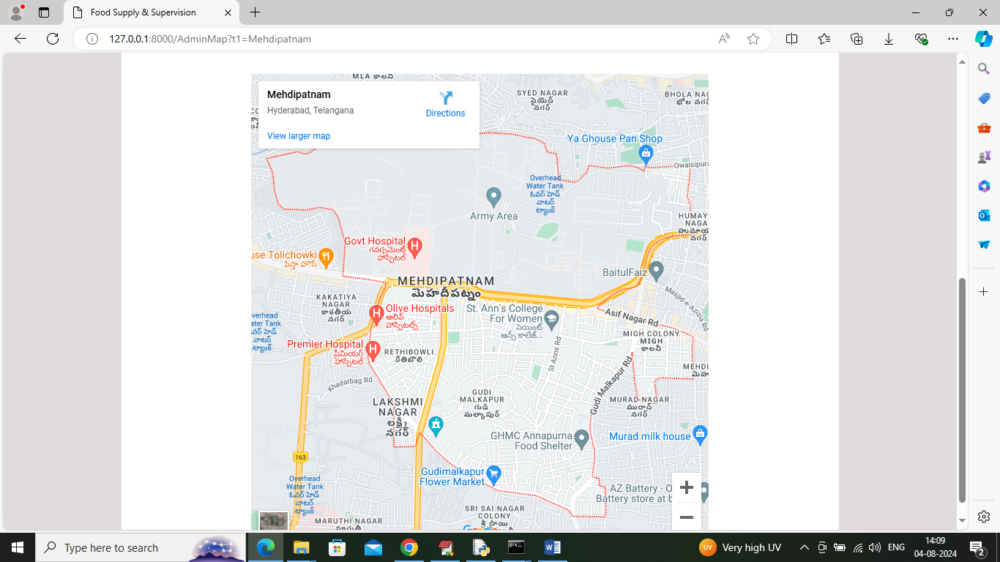 Food Supply & Supervision
127.0.0.1:8000/AdminMap?t1=Mehdipatnam
MLA కాలనీ
Mehdipatnam
Hyderabad, Telangana
View larger map
Directions
SYED NAGAR
సైయెద్
నగర్
BHOLA NAG
భోల నగర్
Ya Ghouse Pan Shop
Owaisipura
Overhead
Water Tank
ఓవర్ హెడ్
వాటర్
ట్యాంక్
Army Area
HUMAY
NAGA
హుమాయ
నగర్
Govt Hospital
గవర్నమెంట్
హాస్పిటల్
use Tolichowki
పిస్తా హౌస్
MEHDIPATNAM
మెహదీపట్నం
BaitulFaiz
Masjid-e-Azizia Rd
KAKATIYA
NAGAR
కాకతీయ
నగర్
Olive Hospitals
ఆలివ్
హాస్పిటల్స్
St. Ann's College
For Women
సెయింట్
ఆన్స్ కాలేజ్...
Asif Nagar Rd
verhead
ater Tank
వర్ హెడ్
వాటర్
ట్యాంక్
MIGH COLONY
MIGH
కాలనీ
Premier Hospital
ప్రీమియర్
హాస్పిటల్
RETHIBOWLI
రేతిబౌలి
St Anns Rd
MEHDI
మెహ
Khadarbag Rd
Gudi Malkapur Rd
GUDI
MALKAPUR
గుడి
మల్కాపుర్
MURAD NAGAR
మురాద్
నగర్
LAKSHMI
NAGAR
లక్ష్మీ
నగర్
GHMC Annapurna
Food Shelter
Murad milk house
163
Gudimalkapur
Flower Market
Overhead
Water Tank
ఓవర్ హెడ్
వాటర్
ట్యాంక్
AZ Battery - O
Battery store at
SRI SAI NAGAR
COLONY
శ్రీ సాయి
MARUTHI NAGAR
Google
Type here to search
UV
Very high UV
ENG
14:09
04-08-2024
2